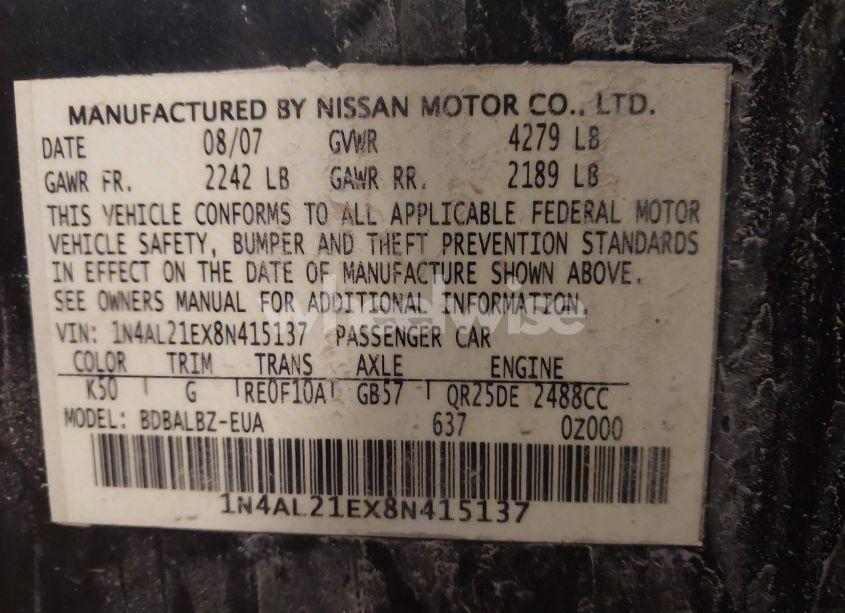 MANUFACTURED BY NISSAN MOTOR CO., LTD.
DATE 08/07 GVWR 4279 LB
GAWR FR. 2242 LB GAWR RR. 2189 LB
THIS VEHICLE CONFORMS TO ALL APPLICABLE FEDERAL MOTOR
VEHICLE SAFETY, BUMPER AND THEFT PREVENTION STANDARDS
IN EFFECT ON THE DATE OF MANUFACTURE SHOWN ABOVE.
SEE OWNERS MANUAL FOR ADDITIONAL INFORMATION.
VIN: 1N4AL21EX8N415137 PASSENGER CAR
COLOR TRIM TRANS AXLE ENGINE
K50 G RE0F10A GB57 QR25DE 2488CC
MODEL: BDBALBZ-EUA 637 0Z000
1N4AL21EX8N415137